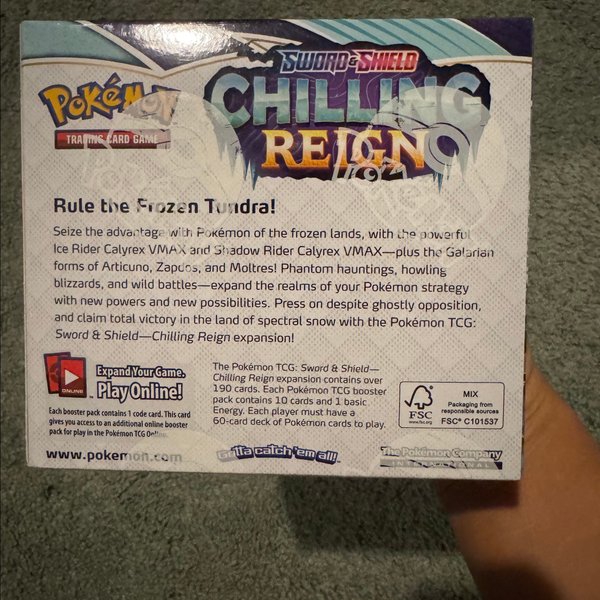 SWORD & SHIELD
Pokémon
CHILLING
TRADING CARD GAME
REIGN
Rule the Frozen Tundra!
Seize the advantage with Pokémon of the frozen lands, with the powerful
Ice Rider Calyrex VMAX and Shadow Rider Calyrex VMAX—plus the Galarian
forms of Articuno, Zapdos, and Moltres! Phantom hauntings, howling
blizzards, and wild battles—expand the realms of your Pokémon strategy
with new powers and new possibilities. Press on despite ghostly opposition,
and claim total victory in the land of spectral snow with the Pokémon TCG:
Sword & Shield—Chilling Reign expansion!
ONLINE
Expand Your Game.
Play Online!
Each booster pack contains 1 code card. This card
gives you access to an additional online booster
pack for play in the Pokémon TCG Online.
The Pokémon TCG: Sword & Shield—
Chilling Reign expansion contains over
190 cards. Each Pokémon TCG booster
pack contains 10 cards and 1 basic
Energy. Each player must have a
60-card deck of Pokémon cards to play.
FSC
www.fsc.org
MIX
Packaging from
responsible sources
FSC® C101537
www.pokemon.com
Gotta catch 'em all!
The Pokémon Company
INTERNATIONAL